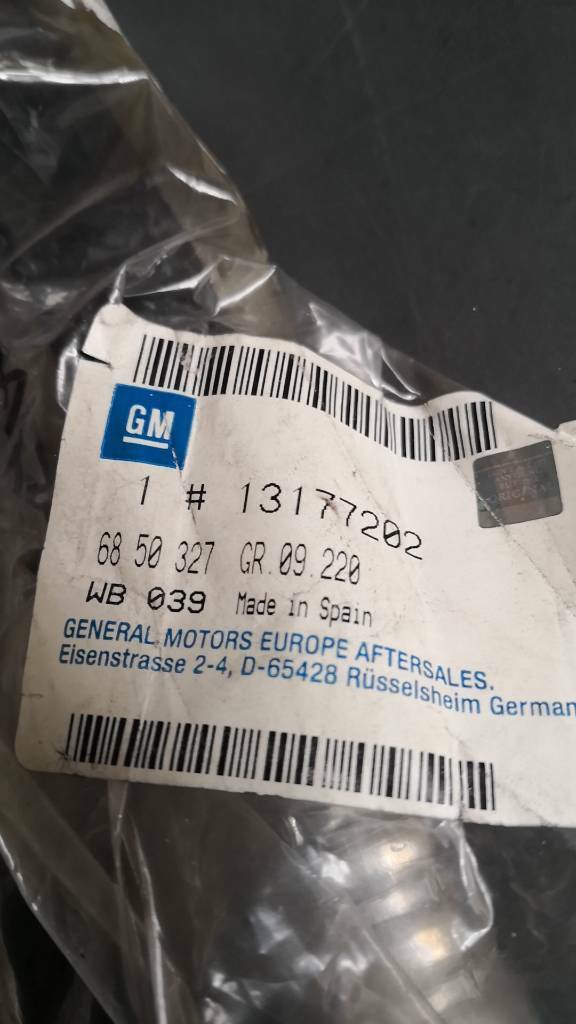 GM
1 # 13177202
68 50 327 GR.09.220
WB 039 Made in Spain
GENERAL MOTORS EUROPE AFTERSALES.
Eisenstrasse 2-4, D-65428 Rüsselsheim German